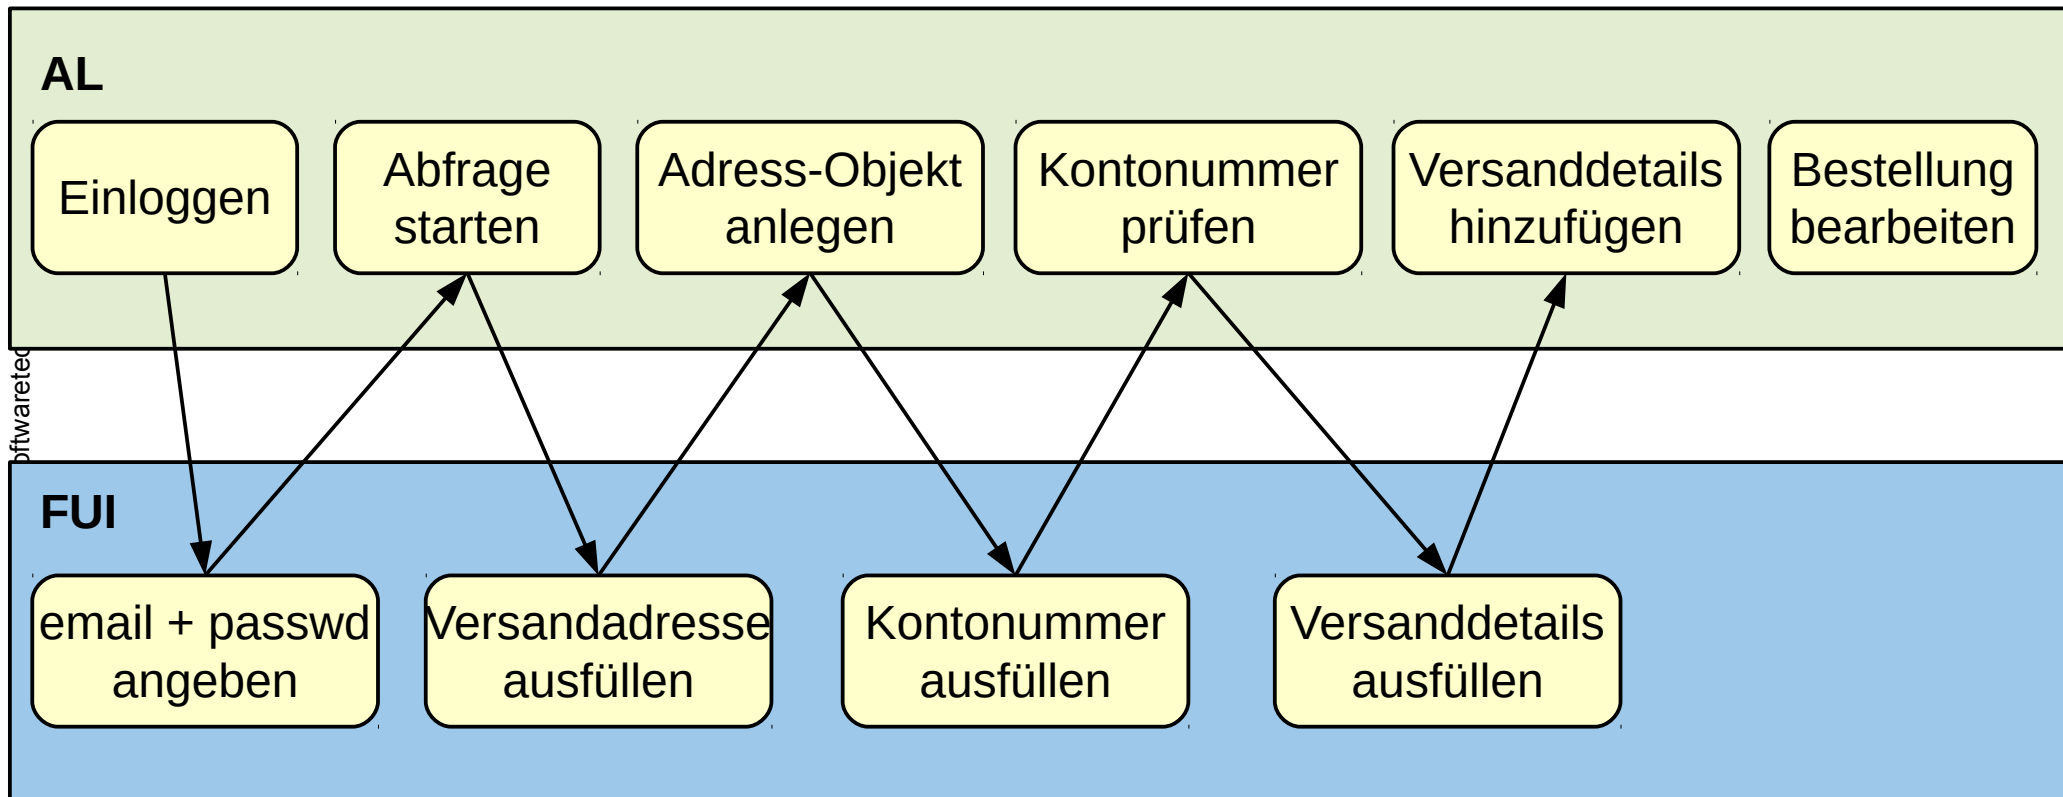 AL
Einloggen
Abfrage
starten
Adress-Objekt
anlegen
Kontonummer
prüfen
Versanddetails
hinzufügen
Bestellung
bearbeiten
FUI
email + passwd
angeben
Versandadresse
ausfüllen
Kontonummer
ausfüllen
Versanddetails
ausfüllen